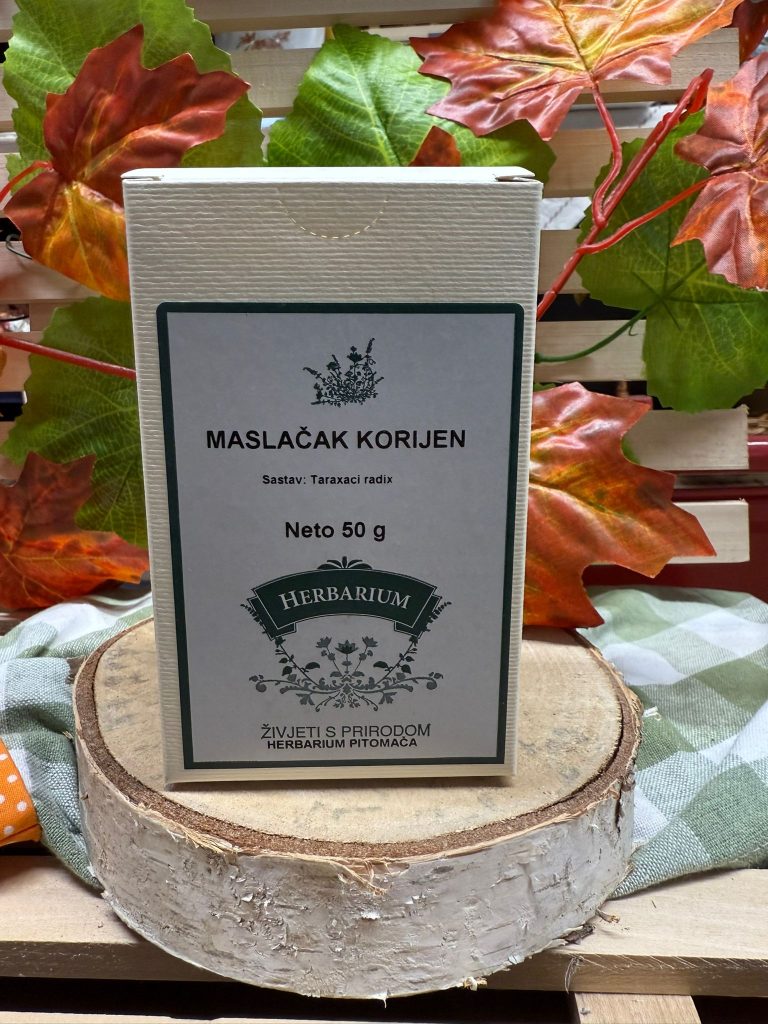 MASLAČAK KORIJEN
Sastav: Taraxaci radix
Neto 50 g
HERBARIUM
ŽIVJETI S PRIRODOM
HERBARIUM PITOMAČA